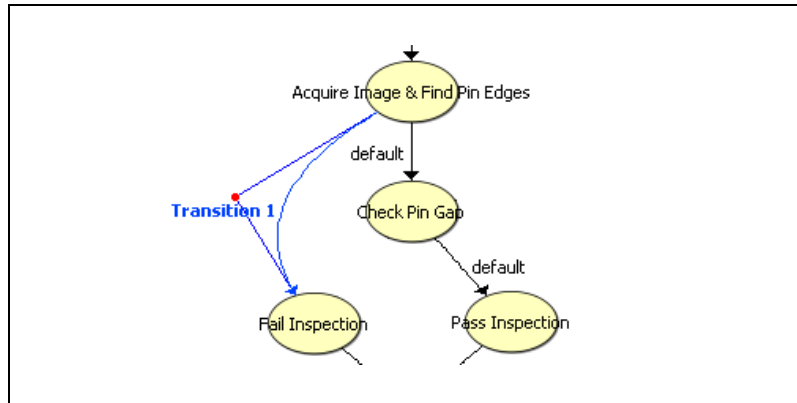 Acquire Image & Find Pin Edges
default
Transition 1
Check Pin Gap
default
Fail Inspection
Pass Inspection